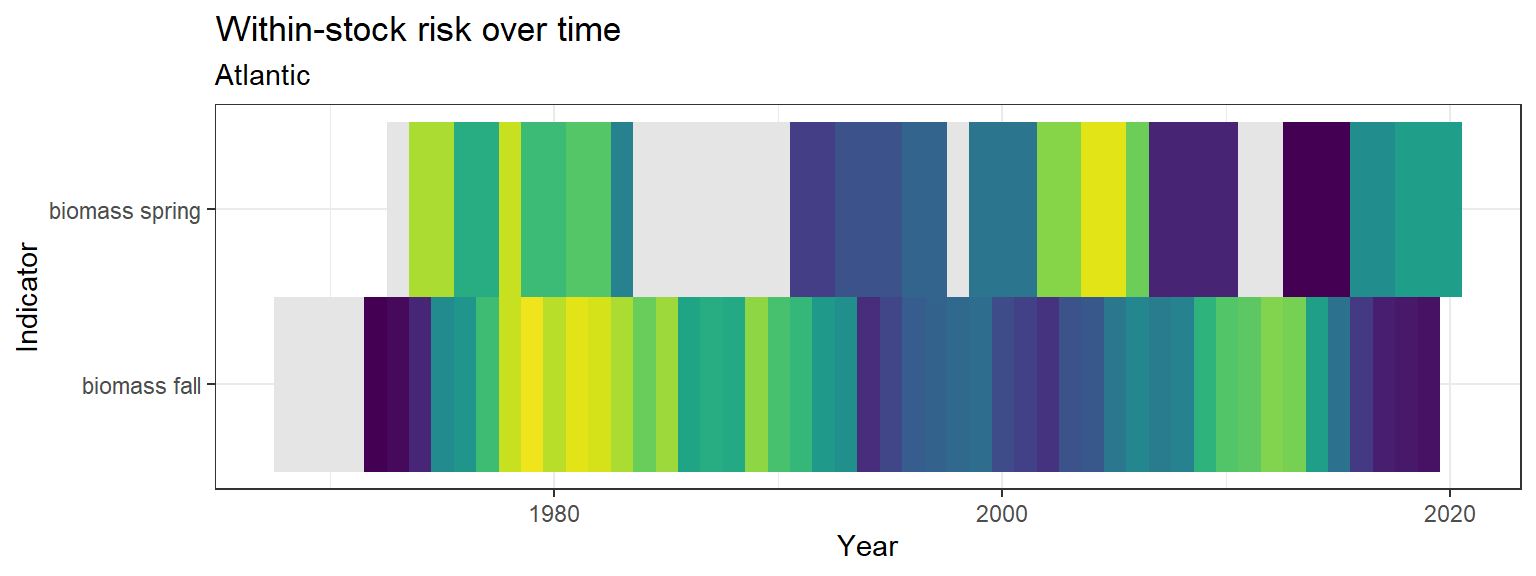 Within-stock risk over time
Atlantic
Indicator
biomass spring
biomass fall
1980
2000
2020
Year